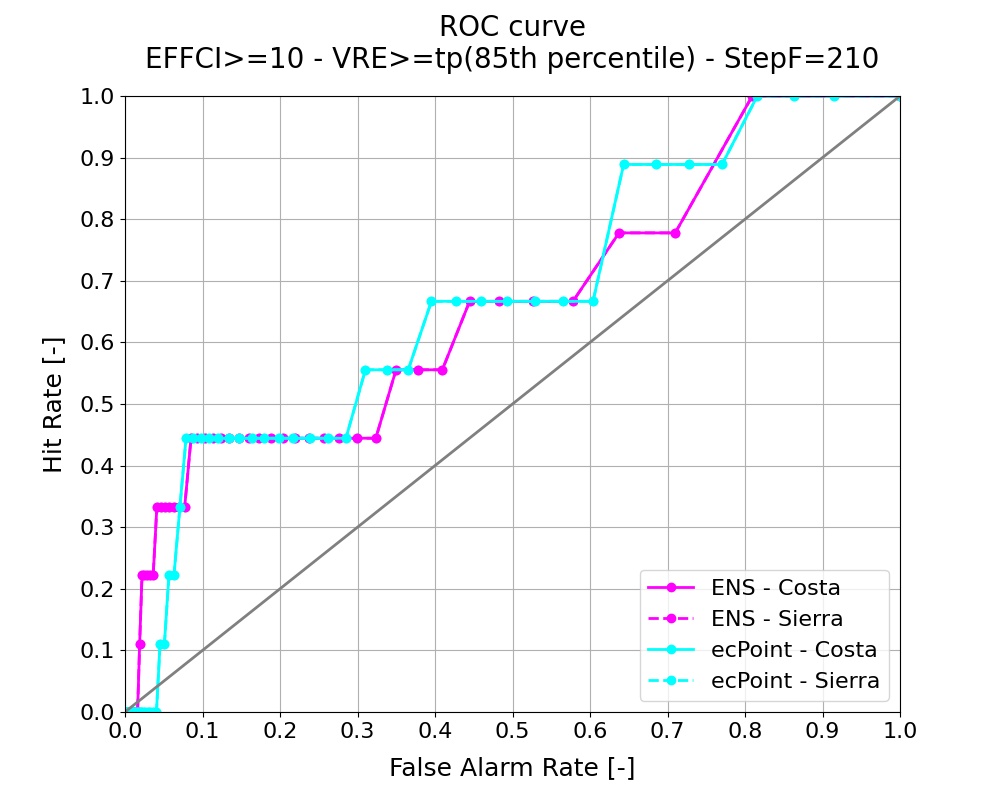 ROC curve
EFFCI>=10 - VRE>=tp(85th percentile) - StepF=210
1.0
0.9
0.8
0.7
0.6
0.5
0.4
0.3
0.2
0.1
0.0
Hit Rate [-]
ENS - Costa
ENS - Sierra
ecPoint - Costa
ecPoint - Sierra
0.0 0.1 0.2 0.3 0.4 0.5 0.6 0.7 0.8 0.9 1.0
False Alarm Rate [-]